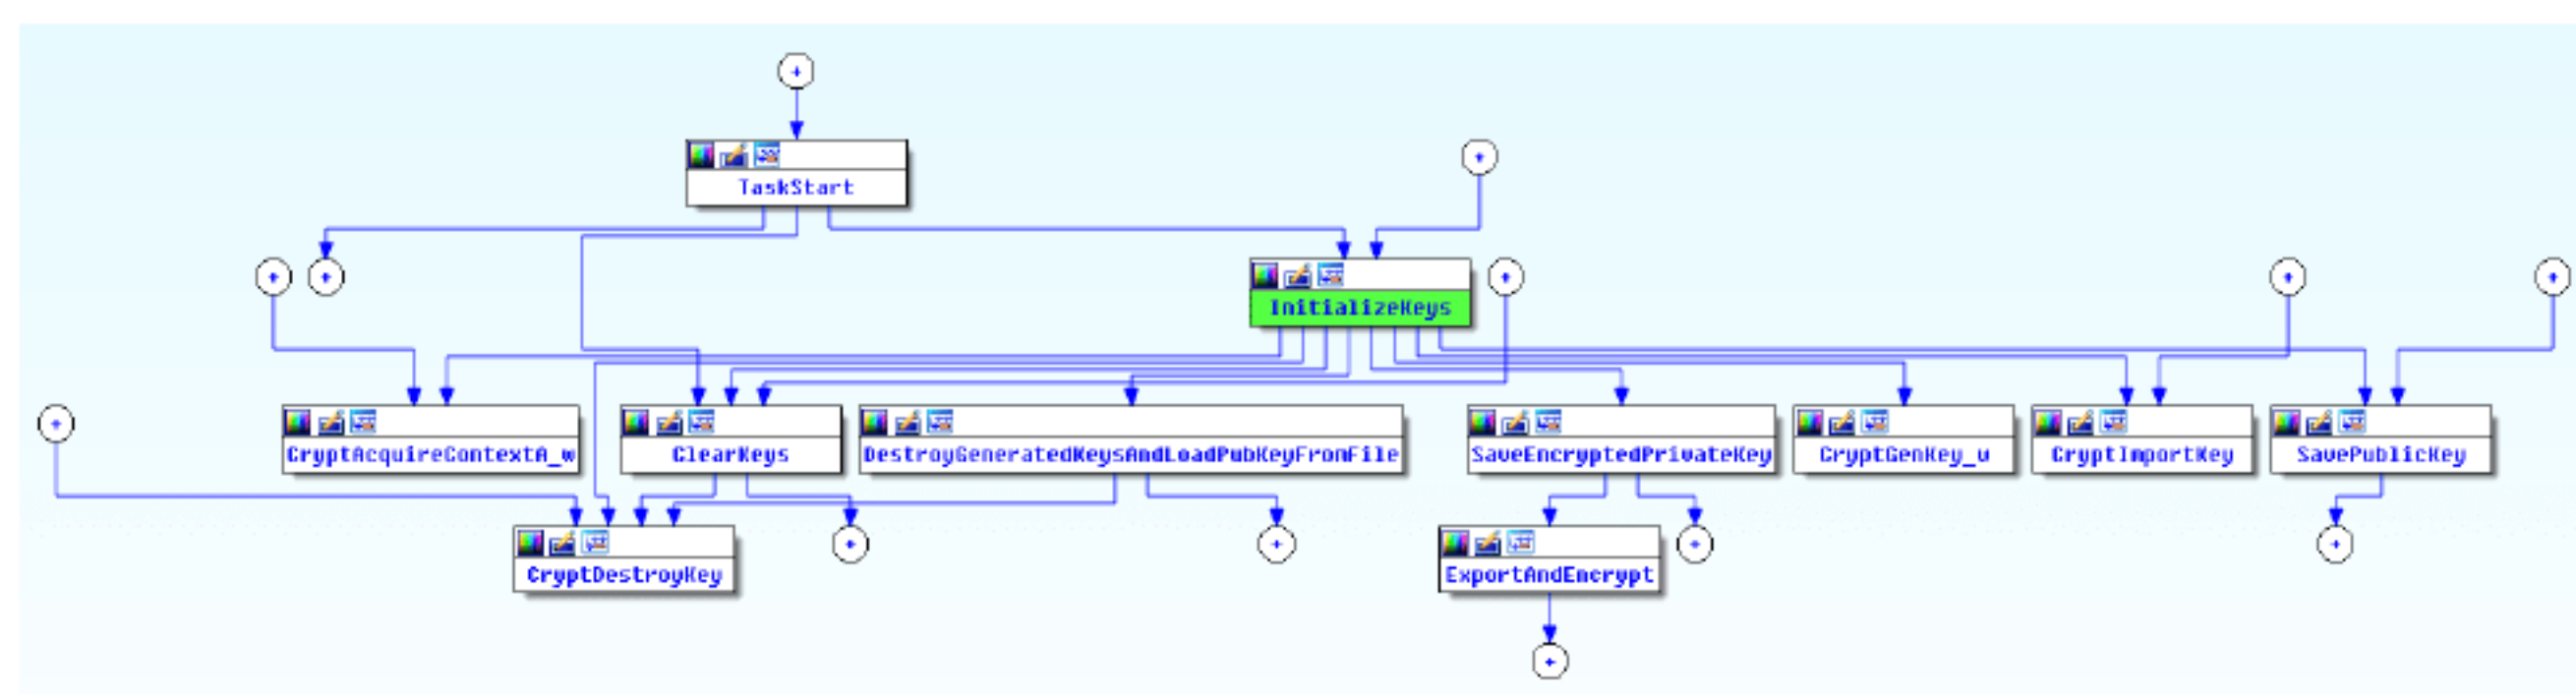 TaskStart
InitializeKeys
CryptAcquireContextA_w
ClearKeys
DestroyGeneratedKeysAndLoadPubKeyFromFile
SaveEncryptedPrivateKey
CryptGenKey_w
CryptImportKey
SavePublicKey
CryptDestroyKey
ExportAndEncrypt